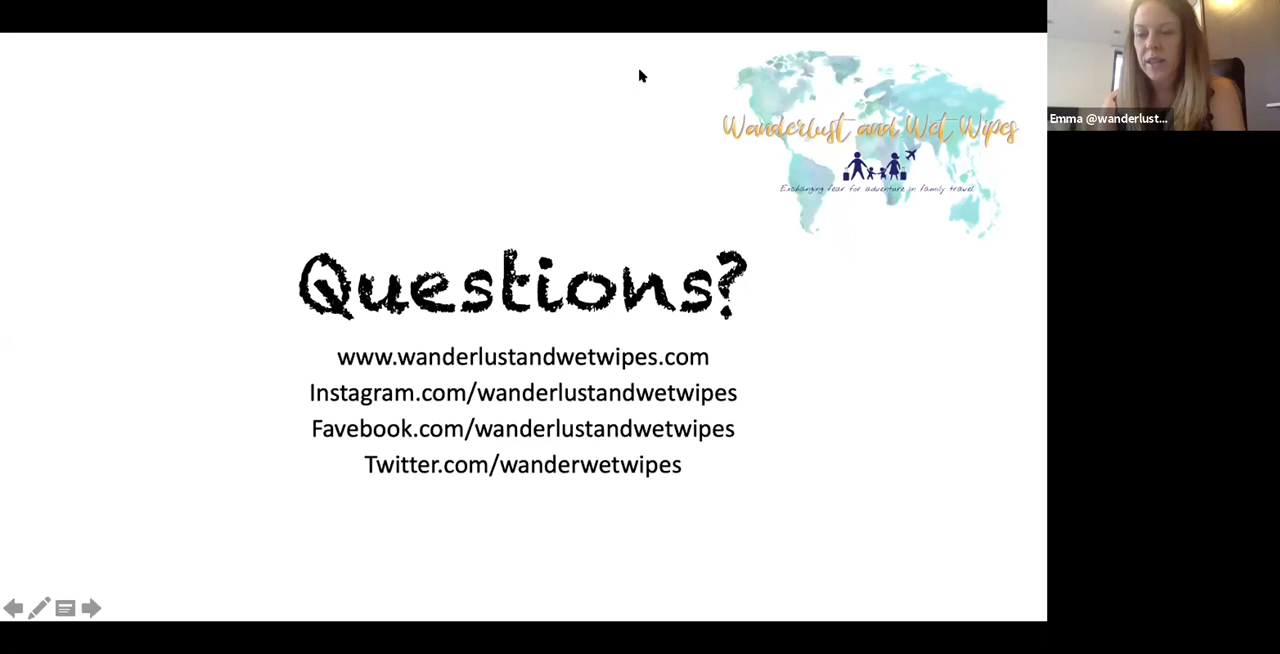 Wanderlust and Wet Wipes
Exchanging fear for adventure in family travel
Emma @wanderlust...
Questions?
www.wanderlustandwetwipes.com
Instagram.com/wanderlustandwetwipes
Favebook.com/wanderlustandwetwipes
Twitter.com/wanderwetwipes